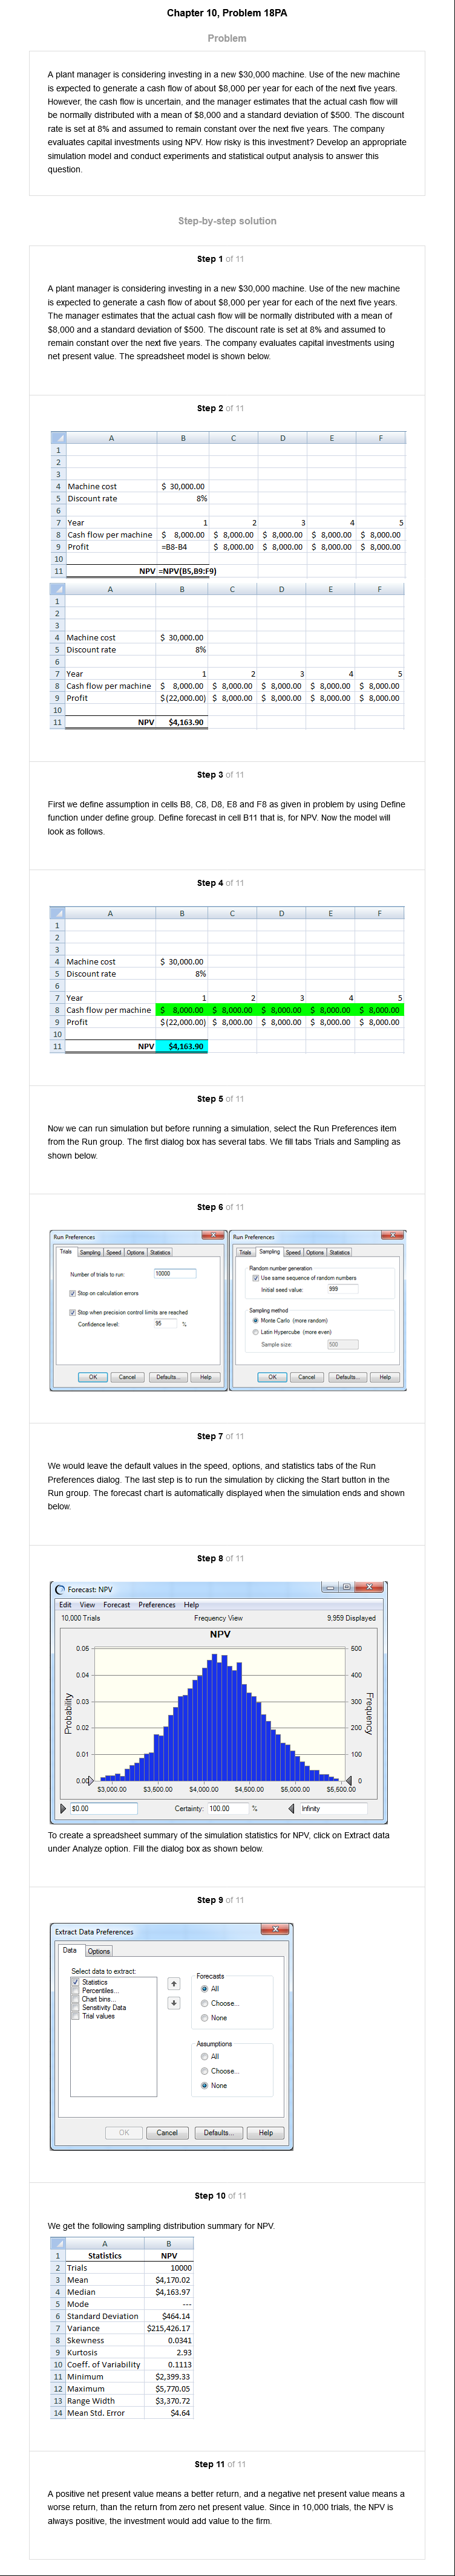 Chapter 10, Problem 18PA
Problem
A plant manager is considering investing in a new $30,000 machine. Use of the new machine
is expected to generate a cash flow of about $8,000 per year for each of the next five years.
However, the cash flow is uncertain, and the manager estimates that the actual cash flow will
be normally distributed with a mean of $8,000 and a standard deviation of $500. The discount
rate is set at 8% and assumed to remain constant over the next five years. The company
evaluates capital investments using NPV. How risky is this investment? Develop an appropriate
simulation model and conduct experiments and statistical output analysis to answer this
question.
Step-by-step solution
Step 1 of 11
A plant manager is considering investing in a new $30,000 machine. Use of the new machine
is expected to generate a cash flow of about $8,000 per year for each of the next five years.
The manager estimates that the actual cash flow will be normally distributed with a mean of
$8,000 and a standard deviation of $500. The discount rate is set at 8% and assumed to
remain constant over the next five years. The company evaluates capital investments using
net present value. The spreadsheet model is shown below.
Step 2 of 11
A B C D E F
1
2
3
4 Machine cost $ 30,000.00
5 Discount rate 8%
6
7 Year 1 2 3 4 5
8 Cash flow per machine $ 8,000.00 $ 8,000.00 $ 8,000.00 $ 8,000.00 $ 8,000.00
9 Profit =B8-B4 $ 8,000.00 $ 8,000.00 $ 8,000.00 $ 8,000.00
10
11 NPV =NPV(B5,B9:F9)
A B C D E F
1
2
3
4 Machine cost $ 30,000.00
5 Discount rate 8%
6
7 Year 1 2 3 4 5
8 Cash flow per machine $ 8,000.00 $ 8,000.00 $ 8,000.00 $ 8,000.00 $ 8,000.00
9 Profit $(22,000.00) $ 8,000.00 $ 8,000.00 $ 8,000.00 $ 8,000.00
10
11 NPV $4,163.90
Step 3 of 11
First we define assumption in cells B8, C8, D8, E8 and F8 as given in problem by using Define
function under define group. Define forecast in cell B11 that is, for NPV. Now the model will
look as follows.
Step 4 of 11
A B C D E F
1
2
3
4 Machine cost $ 30,000.00
5 Discount rate 8%
6
7 Year 1 2 3 4 5
8 Cash flow per machine $ 8,000.00 $ 8,000.00 $ 8,000.00 $ 8,000.00 $ 8,000.00
9 Profit $(22,000.00) $ 8,000.00 $ 8,000.00 $ 8,000.00 $ 8,000.00
10
11 NPV $4,163.90
Step 5 of 11
Now we can run simulation but before running a simulation, select the Run Preferences item
from the Run group. The first dialog box has several tabs. We fill tabs Trials and Sampling as
shown below.
Step 6 of 11
Run Preferences
Trials Sampling Speed Options Statistics
Number of trials to run: 10000
Stop on calculation errors
Stop when precision control limits are reached
Confidence level: 95 %
OK Cancel Defaults... Help
Run Preferences
Trials Sampling Speed Options Statistics
Random number generation
Use same sequence of random numbers
Initial seed value: 999
Sampling method
Monte Carlo (more random)
Latin Hypercube (more even)
Sample size: 500
OK Cancel Defaults... Help
Step 7 of 11
We would leave the default values in the speed, options, and statistics tabs of the Run
Preferences dialog. The last step is to run the simulation by clicking the Start button in the
Run group. The forecast chart is automatically displayed when the simulation ends and shown
below.
Step 8 of 11
Forecast: NPV
Edit View Forecast Preferences Help
10,000 Trials Frequency View 9,959 Displayed
NPV
0.05 500
0.04 400
0.03 300
0.02 200
0.01 100
0.00 0
Probability
Frequency
$3,000.00 $3,500.00 $4,000.00 $4,500.00 $5,000.00 $5,500.00
$0.00 Certainty: 100.00 % Infinity
To create a spreadsheet summary of the simulation statistics for NPV, click on Extract data
under Analyze option. Fill the dialog box as shown below.
Step 9 of 11
Extract Data Preferences
Data Options
Select data to extract:
Statistics
Percentiles...
Chart bins...
Sensitivity Data
Trial values
Forecasts
All
Choose...
None
Assumptions
All
Choose...
None
OK Cancel Defaults... Help
Step 10 of 11
We get the following sampling distribution summary for NPV.
A B
1 Statistics NPV
2 Trials 10000
3 Mean $4,170.02
4 Median $4,163.97
5 Mode ---
6 Standard Deviation $464.14
7 Variance $215,426.17
8 Skewness 0.0341
9 Kurtosis 2.93
10 Coeff. of Variability 0.1113
11 Minimum $2,399.33
12 Maximum $5,770.05
13 Range Width $3,370.72
14 Mean Std. Error $4.64
Step 11 of 11
A positive net present value means a better return, and a negative net present value means a
worse return, than the return from zero net present value. Since in 10,000 trials, the NPV is
always positive, the investment would add value to the firm.